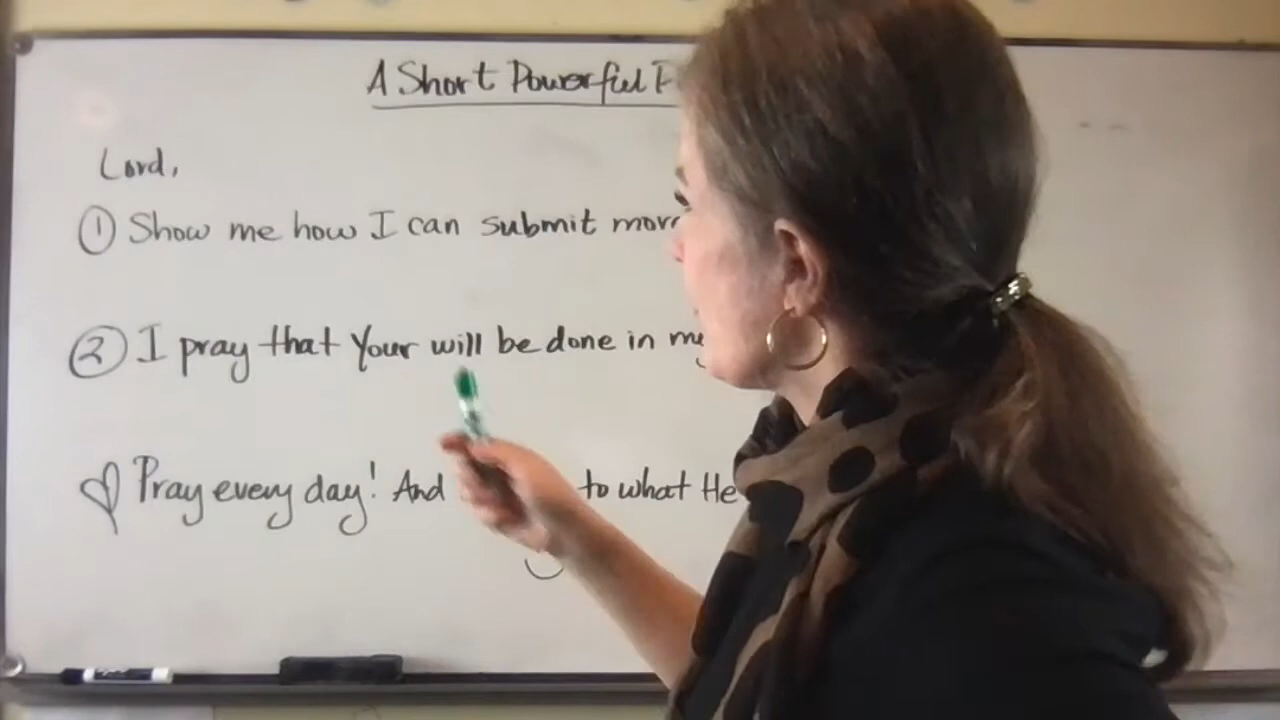 A Short Powerful
Lord,
① Show me how I can submit more
② I pray that Your will be done in my
Pray every day! And to what He